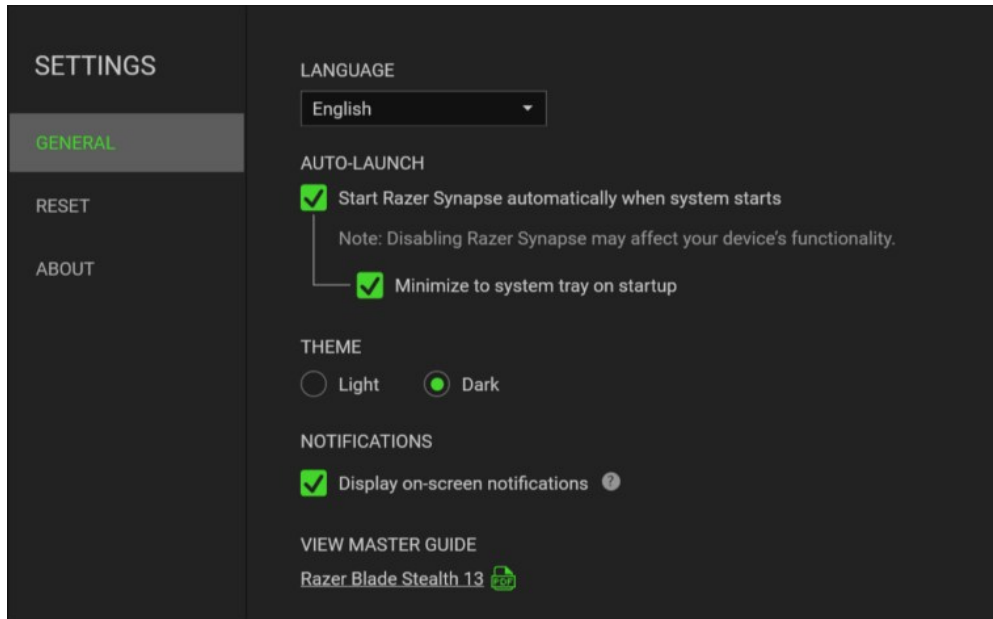 SETTINGS
GENERAL
RESET
ABOUT
LANGUAGE
English
AUTO-LAUNCH
Start Razer Synapse automatically when system starts
Note: Disabling Razer Synapse may affect your device’s functionality.
Minimize to system tray on startup
THEME
Light Dark
NOTIFICATIONS
Display on-screen notifications ?
VIEW MASTER GUIDE
Razer Blade Stealth 13 PDF